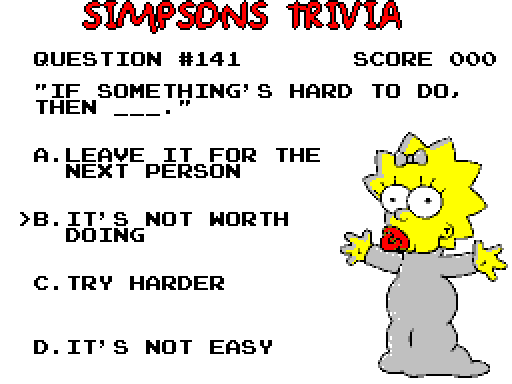 SIMPSONS TRIVIA
QUESTION #141 SCORE 000
"IF SOMETHING'S HARD TO DO,
THEN ___."
A.LEAVE IT FOR THE
NEXT PERSON
>B.IT'S NOT WORTH
DOING
C.TRY HARDER
D.IT'S NOT EASY